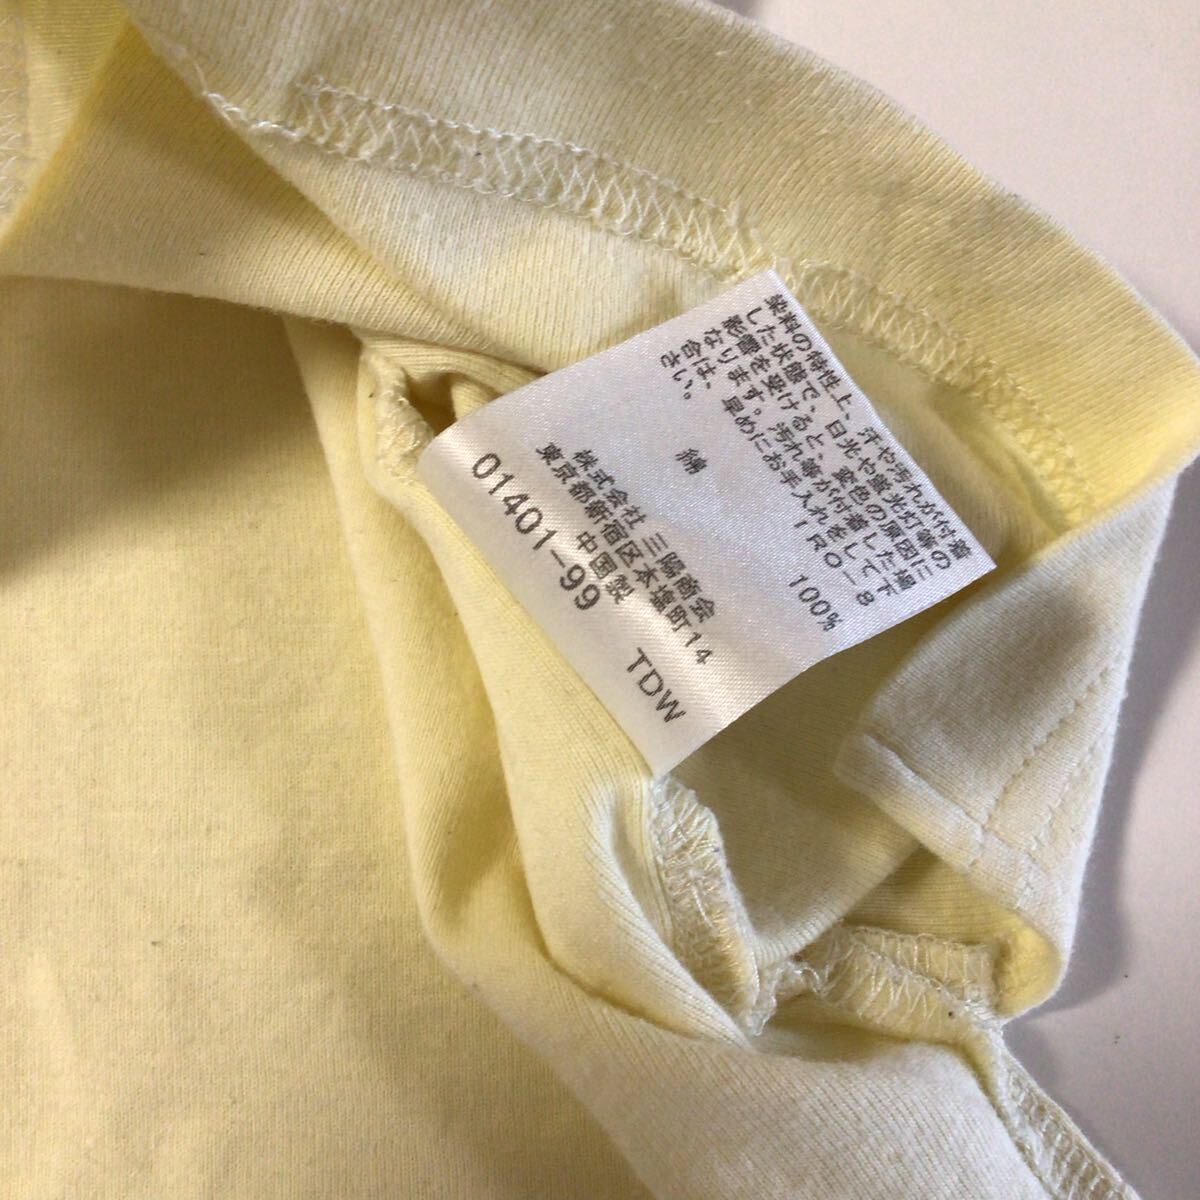 染料の特性上、汗や汚れが付着
した状態で、日光や蛍光灯等の
影響を受けると、変色の原因に
なります。汚れ等が付着した場
合は、早めにお手入れを下
さい。
TRO-8
綿 100%
株式会社 三陽商会
東京都新宿区本塩町14
中国製
01401-99 TDW